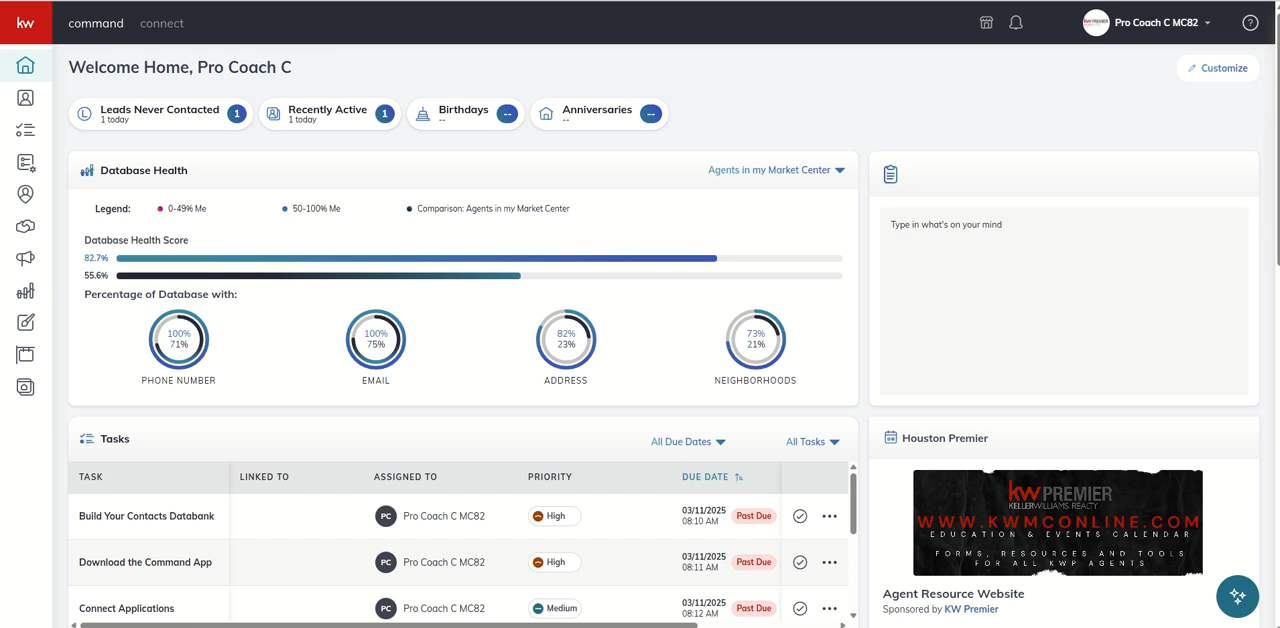 kw
command
connect
Pro Coach C MC82
Welcome Home, Pro Coach C
Customize
Leads Never Contacted
1 today
1
Recently Active
1 today
1
Birthdays
--
--
Anniversaries
--
--
Database Health
Agents in my Market Center
Legend:
0-49% Me
50-100% Me
Comparison: Agents in my Market Center
Database Health Score
82.7%
55.6%
Percentage of Database with:
100%
71%
PHONE NUMBER
100%
75%
EMAIL
82%
23%
ADDRESS
73%
21%
NEIGHBORHOODS
Type in what's on your mind
Tasks
All Due Dates
All Tasks
TASK LINKED TO ASSIGNED TO PRIORITY DUE DATE
Build Your Contacts Databank PC Pro Coach C MC82 High 03/11/2025 Past Due
08:10 AM
Download the Command App PC Pro Coach C MC82 High 03/11/2025 Past Due
08:11 AM
Connect Applications PC Pro Coach C MC82 Medium 03/11/2025 Past Due
08:12 AM
Houston Premier
kw PREMIER
KELLERWILLIAMS. REALTY
WWW.KWMCONLINE.COM
EDUCATION & EVENTS CALENDAR
FORMS, RESOURCES AND TOOLS
FOR ALL KWP AGENTS
Agent Resource Website
Sponsored by KW Premier